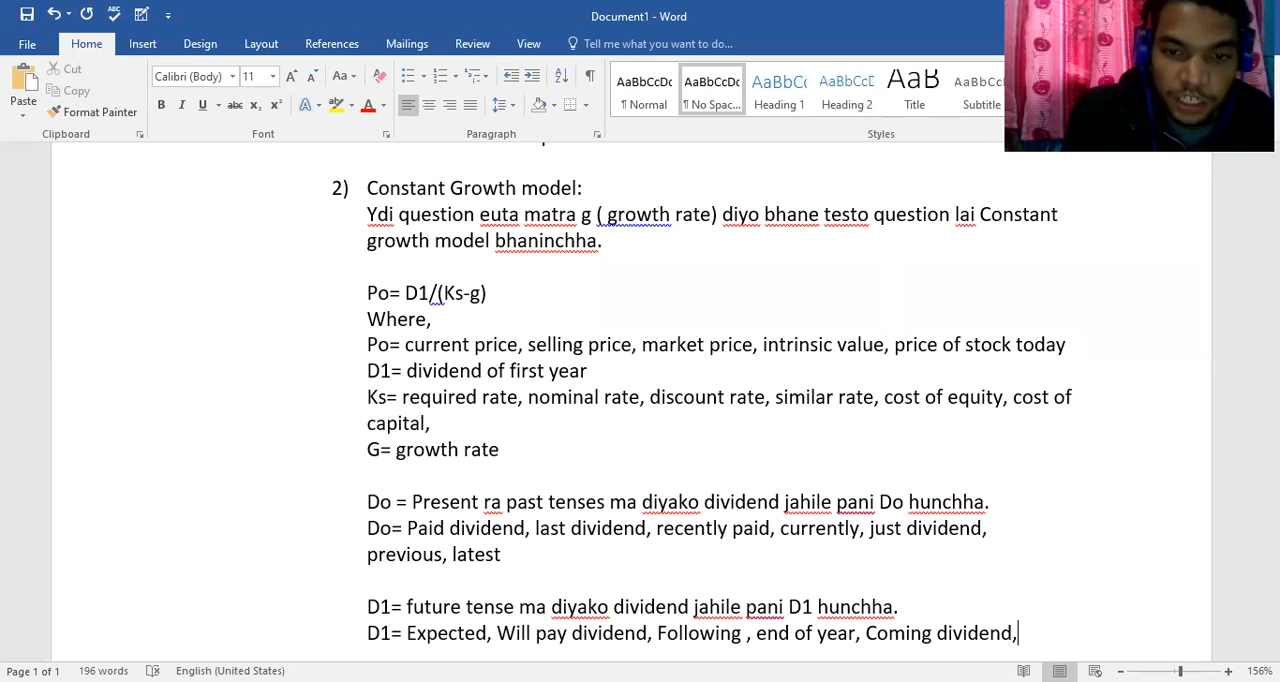 Document1 - Word
File Home Insert Design Layout References Mailings Review View Tell me what you want to do...
Paste
Cut
Copy
Format Painter
Calibri (Body) 11
Clipboard Font Paragraph Styles
AaBbCcDc ¶ Normal
AaBbCcDc ¶ No Spac...
AaBbCc Heading 1
AaBbCcD Heading 2
AaB Title
AaBbCcD Subtitle
2) Constant Growth model:
Ydi question euta matra g ( growth rate) diyo bhane testo question lai Constant
growth model bhaninchha.
Po= D1/(Ks-g)
Where,
Po= current price, selling price, market price, intrinsic value, price of stock today
D1= dividend of first year
Ks= required rate, nominal rate, discount rate, similar rate, cost of equity, cost of
capital,
G= growth rate
Do = Present ra past tenses ma diyako dividend jahile pani Do hunchha.
Do= Paid dividend, last dividend, recently paid, currently, just dividend,
previous, latest
D1= future tense ma diyako dividend jahile pani D1 hunchha.
D1= Expected, Will pay dividend, Following , end of year, Coming dividend,
Page 1 of 1 196 words English (United States) 156%